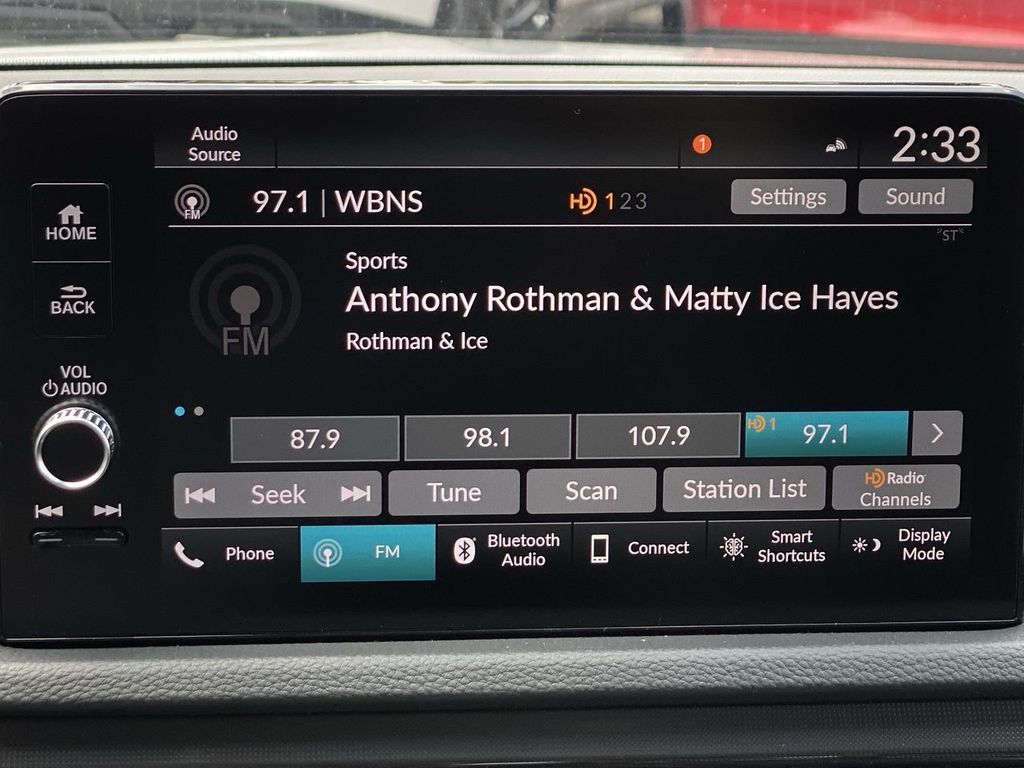 Audio
Source
1
2:33
HOME
FM
97.1 | WBNS
HD 1 2 3
Settings
Sound
"ST"
BACK
FM
Sports
Anthony Rothman & Matty Ice Hayes
Rothman & Ice
VOL
AUDIO
87.9
98.1
107.9
HD 1
97.1
Seek
Tune
Scan
Station List
HD Radio
Channels
Phone
FM
Bluetooth
Audio
Connect
Smart
Shortcuts
Display
Mode